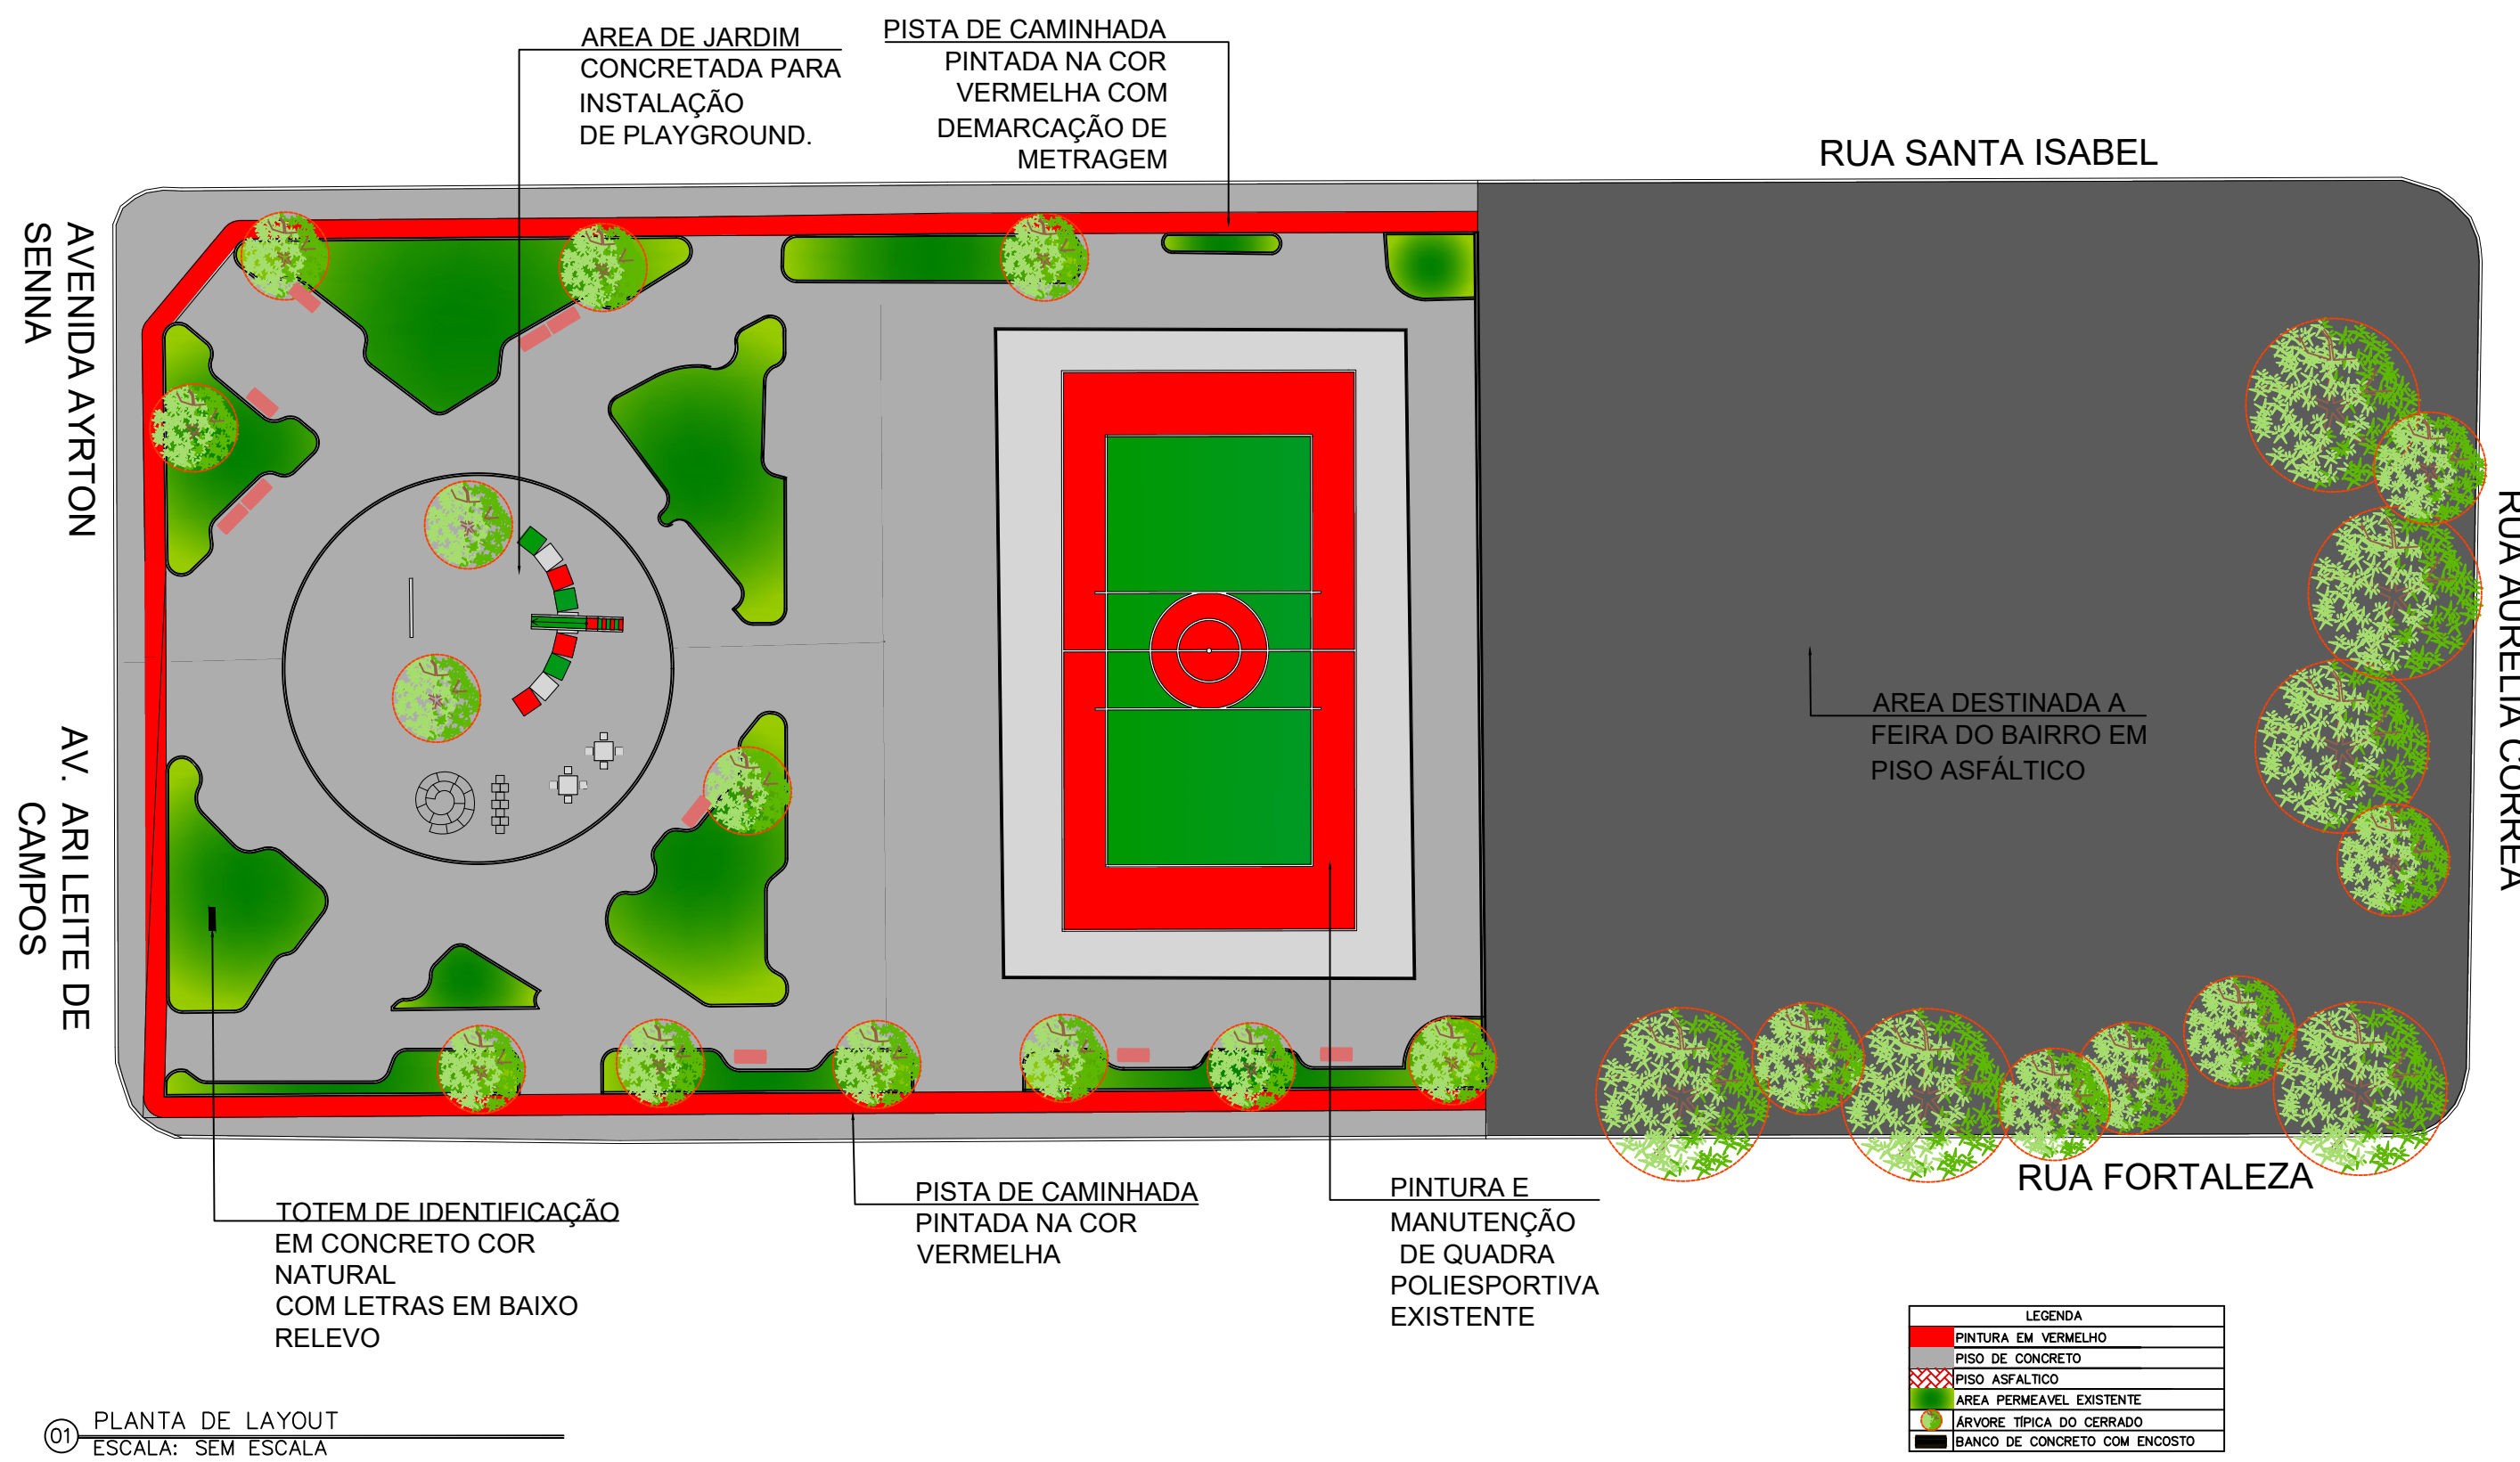 AREA DE JARDIM
CONCRETADA PARA
INSTALAÇÃO
DE PLAYGROUND.
PISTA DE CAMINHADA
PINTADA NA COR
VERMELHA COM
DEMARCAÇÃO DE
METRAGEM
RUA SANTA ISABEL
AVENIDA AYRTON
SENNA
AV. ARI LEITE DE
CAMPOS
RUA AURELIA CORREA
AREA DESTINADA A
FEIRA DO BAIRRO EM
PISO ASFÁLTICO
RUA FORTALEZA
TOTEM DE IDENTIFICAÇÃO
EM CONCRETO COR
NATURAL
COM LETRAS EM BAIXO
RELEVO
PISTA DE CAMINHADA
PINTADA NA COR
VERMELHA
PINTURA E
MANUTENÇÃO
DE QUADRA
POLIESPORTIVA
EXISTENTE
LEGENDA
PINTURA EM VERMELHO
PISO DE CONCRETO
PISO ASFALTICO
AREA PERMEAVEL EXISTENTE
ÁRVORE TÍPICA DO CERRADO
BANCO DE CONCRETO COM ENCOSTO
01
PLANTA DE LAYOUT
ESCALA: SEM ESCALA